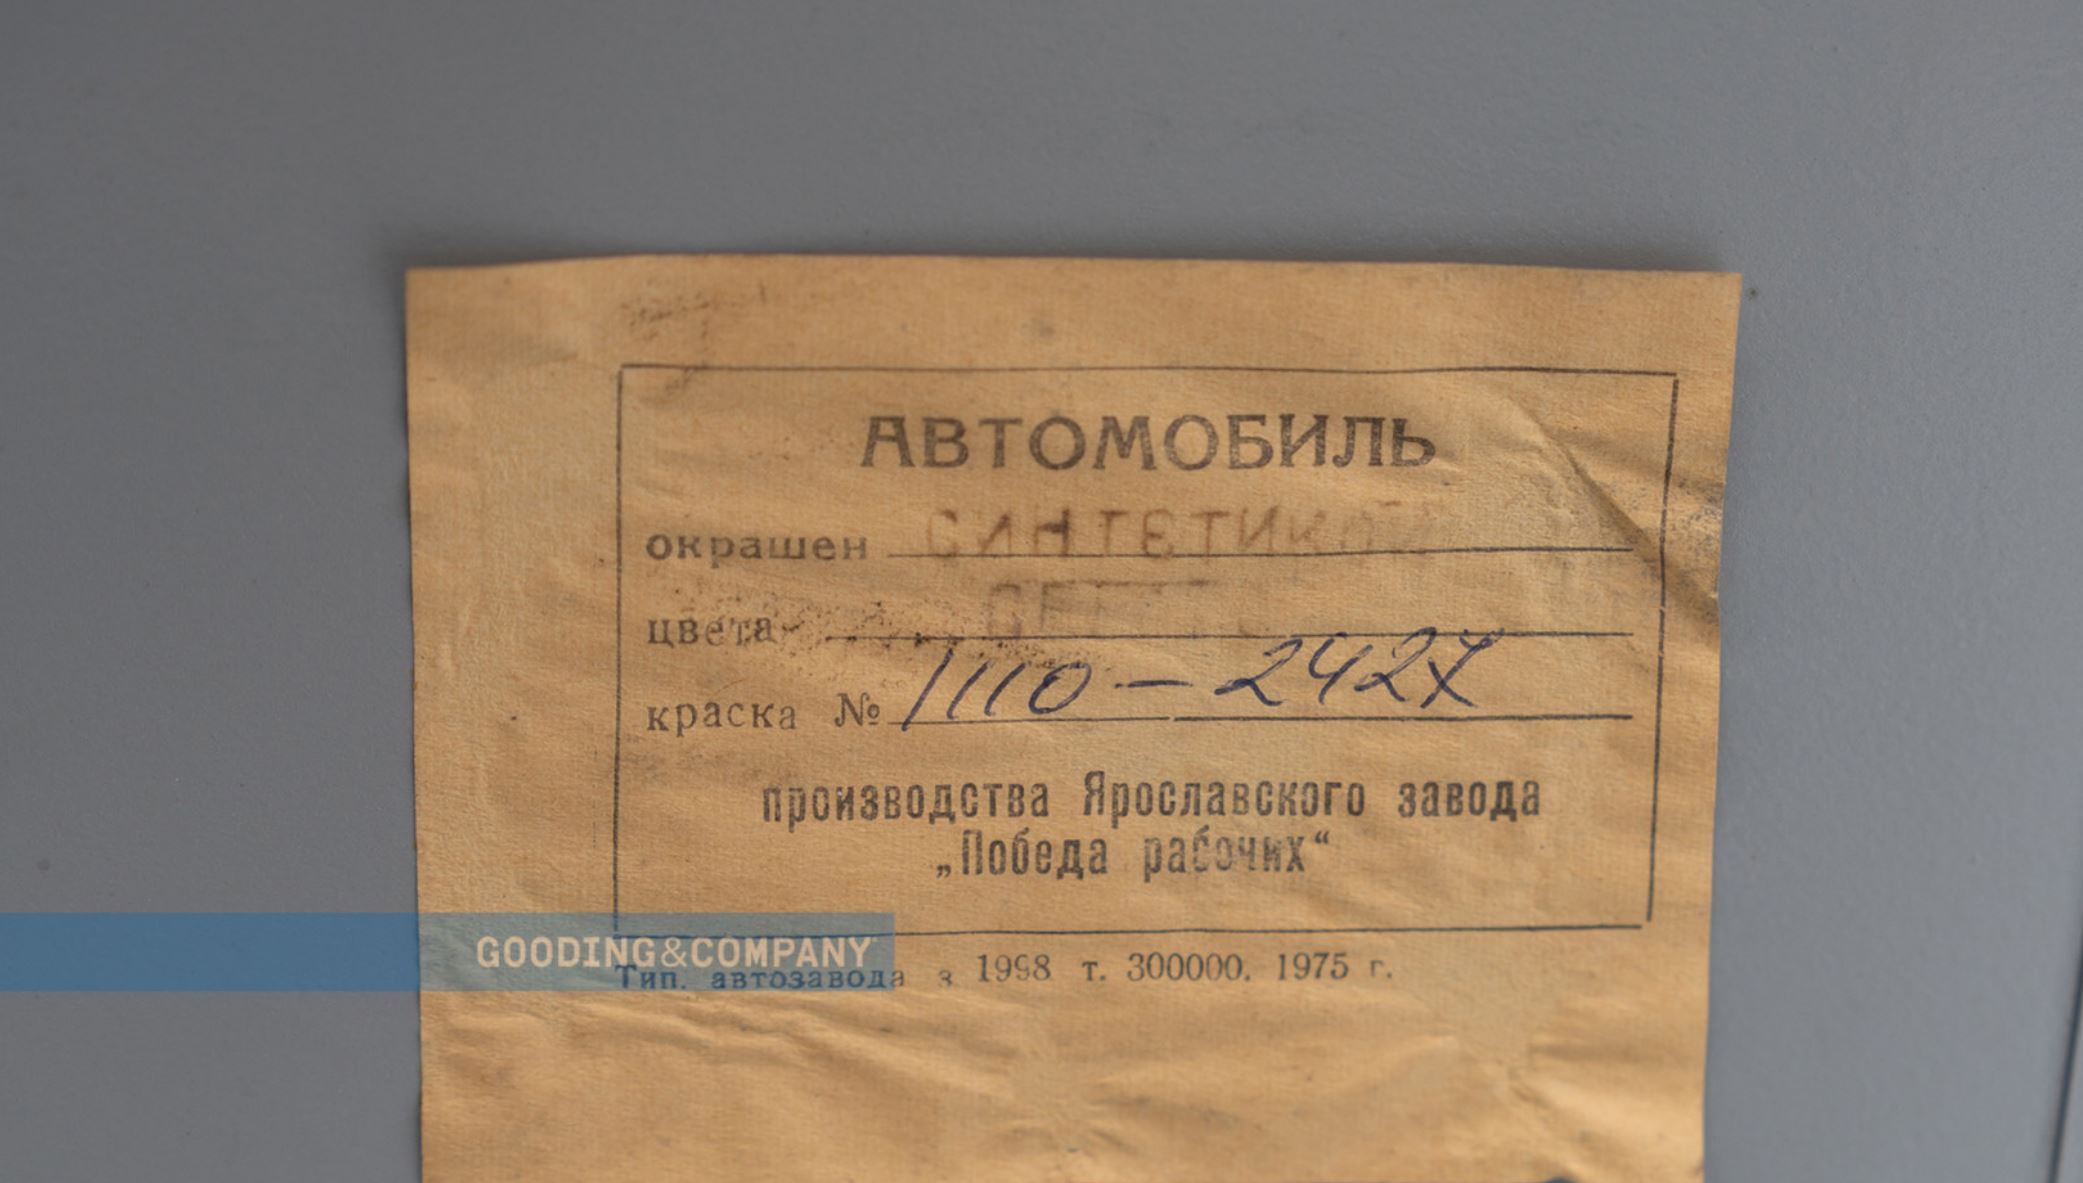 АВТОМОБИЛЬ
окрашен СИНТЕТИКОЙ
цвета
краска № 1110-2427
производства Ярославского завода
„Победа рабочих“
GOODING&COMPANY
Тип. автозавода з 1998 т. 300000. 1975 г.